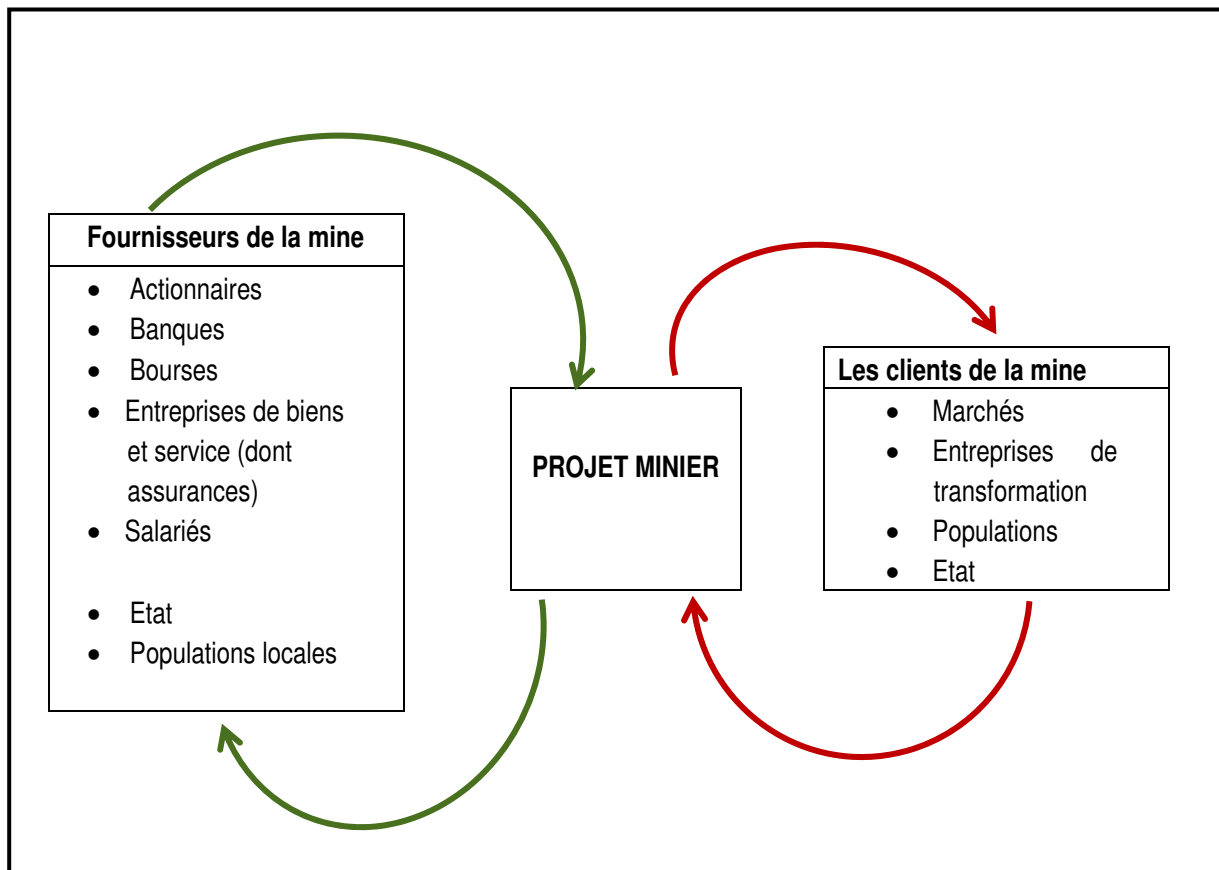 Fournisseurs de la mine
• Actionnaires
• Banques
• Bourses
• Entreprises de biens
et service (dont
assurances)
• Salariés
• Etat
• Populations locales
PROJET MINIER
Les clients de la mine
• Marchés
• Entreprises de
transformation
• Populations
• Etat